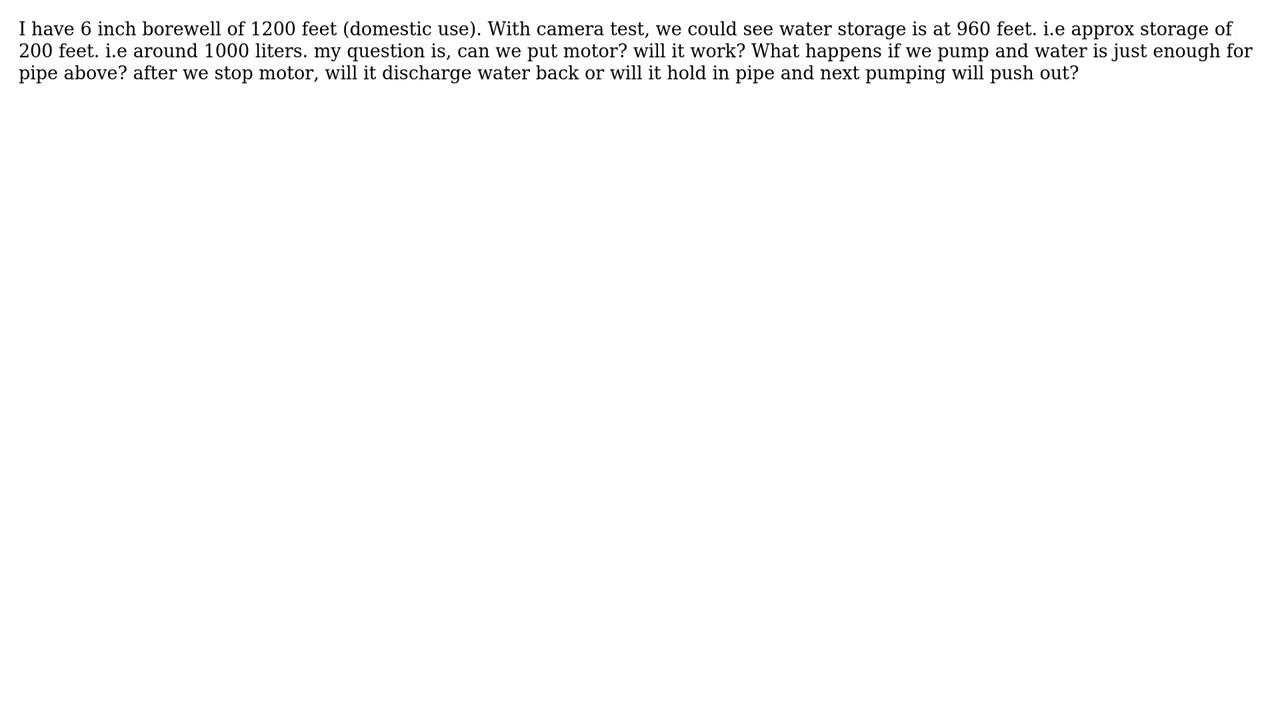 I have 6 inch borewell of 1200 feet (domestic use). With camera test, we could see water storage is at 960 feet. i.e approx storage of
200 feet. i.e around 1000 liters. my question is, can we put motor? will it work? What happens if we pump and water is just enough for
pipe above? after we stop motor, will it discharge water back or will it hold in pipe and next pumping will push out?